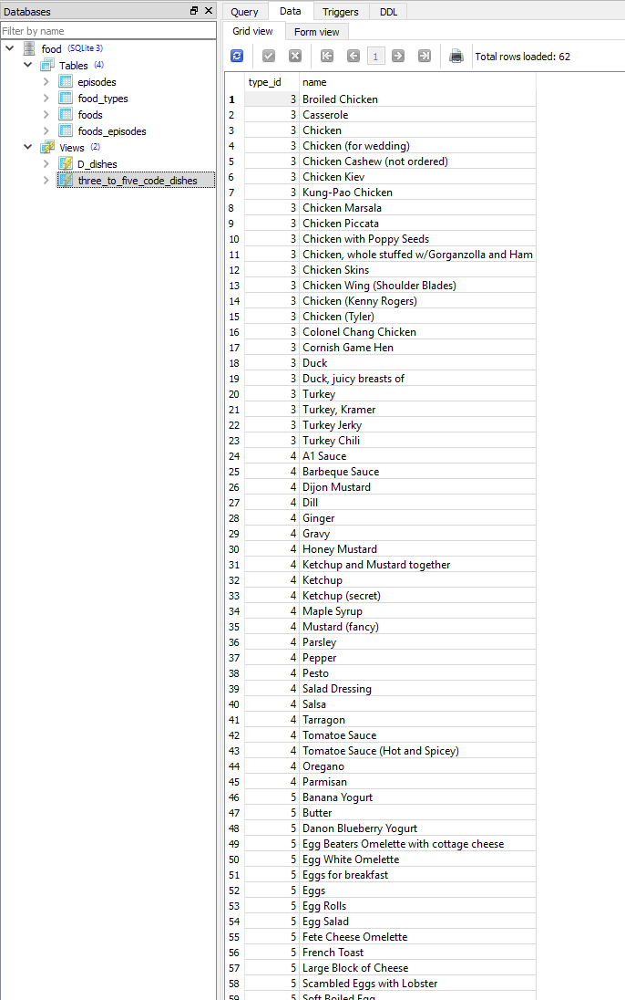 Databases
Filter by name
food (SQLite 3)
Tables (4)
episodes
food_types
foods
foods_episodes
Views (2)
D_dishes
three_to_five_code_dishes
Query Data Triggers DDL
Grid view Form view
1 Total rows loaded: 62
type_id name
1 3 Broiled Chicken
2 3 Casserole
3 3 Chicken
4 3 Chicken (for wedding)
5 3 Chicken Cashew (not ordered)
6 3 Chicken Kiev
7 3 Kung-Pao Chicken
8 3 Chicken Marsala
9 3 Chicken Piccata
10 3 Chicken with Poppy Seeds
11 3 Chicken, whole stuffed w/Gorganzolla and Ham
12 3 Chicken Skins
13 3 Chicken Wing (Shoulder Blades)
14 3 Chicken (Kenny Rogers)
15 3 Chicken (Tyler)
16 3 Colonel Chang Chicken
17 3 Cornish Game Hen
18 3 Duck
19 3 Duck, juicy breasts of
20 3 Turkey
21 3 Turkey, Kramer
22 3 Turkey Jerky
23 3 Turkey Chili
24 4 A1 Sauce
25 4 Barbeque Sauce
26 4 Dijon Mustard
27 4 Dill
28 4 Ginger
29 4 Gravy
30 4 Honey Mustard
31 4 Ketchup and Mustard together
32 4 Ketchup
33 4 Ketchup (secret)
34 4 Maple Syrup
35 4 Mustard (fancy)
36 4 Parsley
37 4 Pepper
38 4 Pesto
39 4 Salad Dressing
40 4 Salsa
41 4 Tarragon
42 4 Tomatoe Sauce
43 4 Tomatoe Sauce (Hot and Spicey)
44 4 Oregano
45 4 Parmisan
46 5 Banana Yogurt
47 5 Butter
48 5 Danon Blueberry Yogurt
49 5 Egg Beaters Omelette with cottage cheese
50 5 Egg White Omelette
51 5 Eggs for breakfast
52 5 Eggs
53 5 Egg Rolls
54 5 Egg Salad
55 5 Fete Cheese Omelette
56 5 French Toast
57 5 Large Block of Cheese
58 5 Scambled Eggs with Lobster
59 5 Soft Boiled Egg